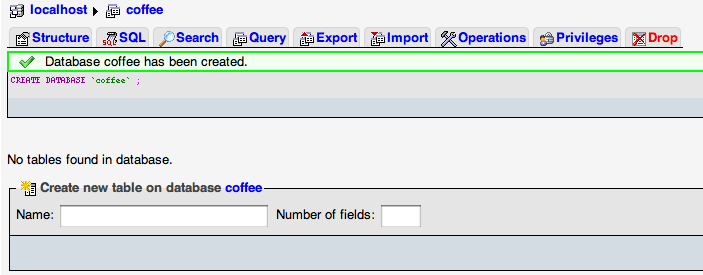 localhost coffee
Structure SQL Search Query Export Import Operations Privileges Drop
Database coffee has been created.
CREATE DATABASE `coffee` ;
No tables found in database.
Create new table on database coffee
Name: Number of fields: